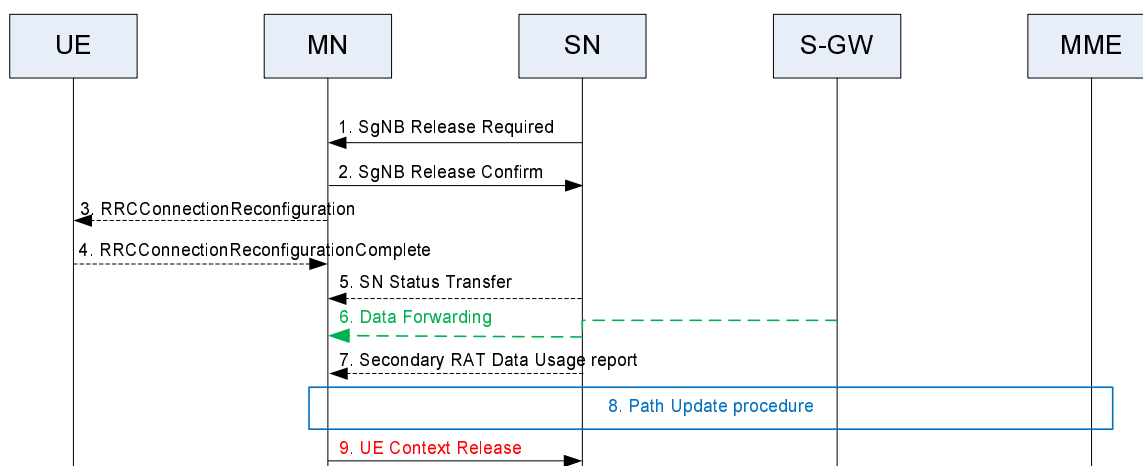 UE
MN
SN
S-GW
MME
1. SgNB Release Required
2. SgNB Release Confirm
3. RRCConnectionReconfiguration
4. RRCConnectionReconfigurationComplete
5. SN Status Transfer
6. Data Forwarding
7. Secondary RAT Data Usage report
8. Path Update procedure
9. UE Context Release